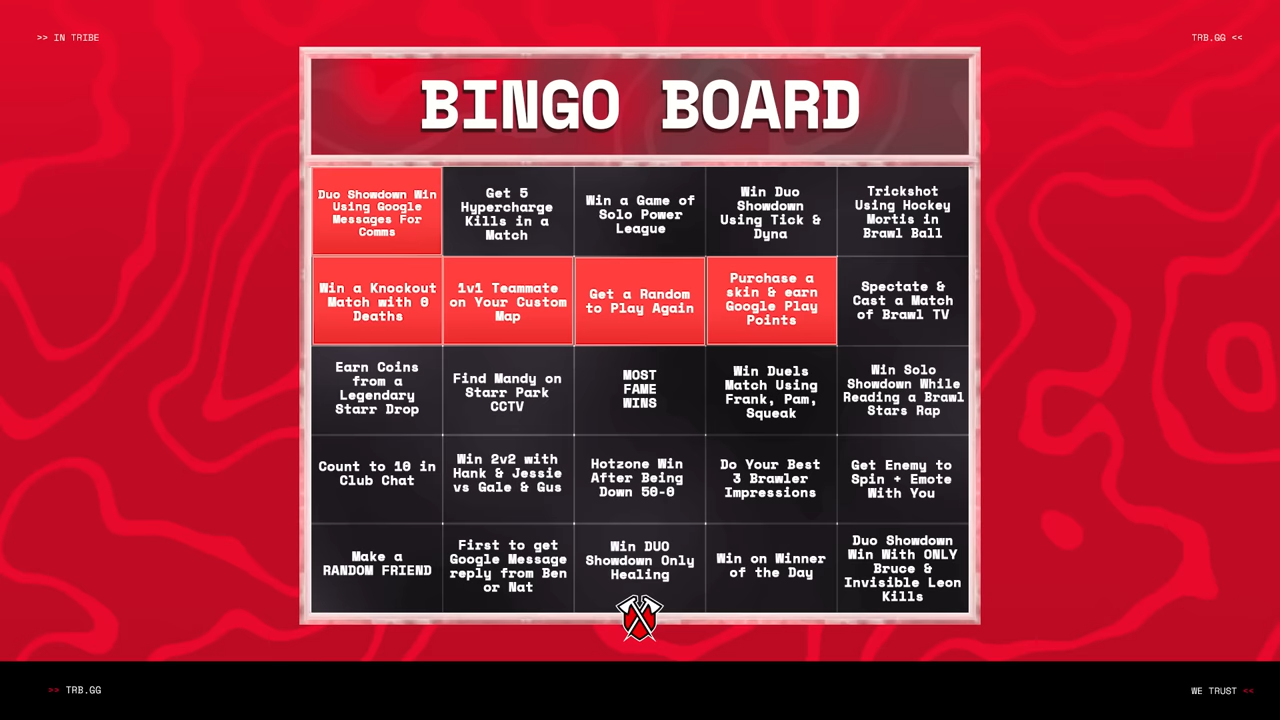 >> IN TRIBE
TRB.GG <<
BINGO BOARD
Duo Showdown Win
Using Google
Messages For
Comms
Get 5
Hypercharge
Kills in a
Match
Win a Game of
Solo Power
League
Win Duo
Showdown
Using Tick &
Dyna
Trickshot
Using Hockey
Mortis in
Brawl Ball
Win a Knockout
Match with 0
Deaths
1v1 Teammate
on Your Custom
Map
Get a Random
to Play Again
Purchase a
skin & earn
Google Play
Points
Spectate &
Cast a Match
of Brawl TV
Earn Coins
from a
Legendary
Starr Drop
Find Mandy on
Starr Park
CCTV
MOST
FAME
WINS
Win Duels
Match Using
Frank, Pam,
Squeak
Win Solo
Showdown While
Reading a Brawl
Stars Rap
Count to 10 in
Club Chat
Win 2v2 with
Hank & Jessie
vs Gale & Gus
Hotzone Win
After Being
Down 50-0
Do Your Best
3 Brawler
Impressions
Get Enemy to
Spin + Emote
With You
Make a
RANDOM FRIEND
First to get
Google Message
reply from Ben
or Nat
Win DUO
Showdown Only
Healing
Win on Winner
of the Day
Duo Showdown
Win With ONLY
Bruce &
Invisible Leon
Kills
>> TRB.GG
WE TRUST <<